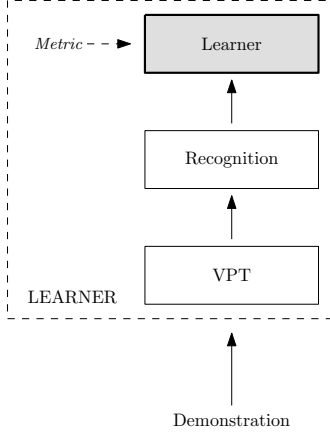 Metric
Learner
Recognition
VPT
LEARNER
Demonstration